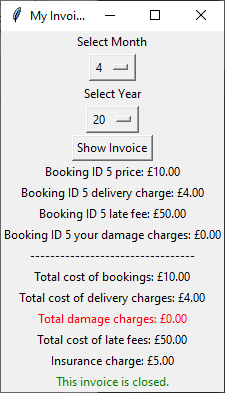 My Invoi...
Select Month
4
Select Year
20
Show Invoice
Booking ID 5 price: £10.00
Booking ID 5 delivery charge: £4.00
Booking ID 5 late fee: £50.00
Booking ID 5 your damage charges: £0.00
----------------------------------
Total cost of bookings: £10.00
Total cost of delivery charges: £4.00
Total damage charges: £0.00
Total cost of late fees: £50.00
Insurance charge: £5.00
This invoice is closed.